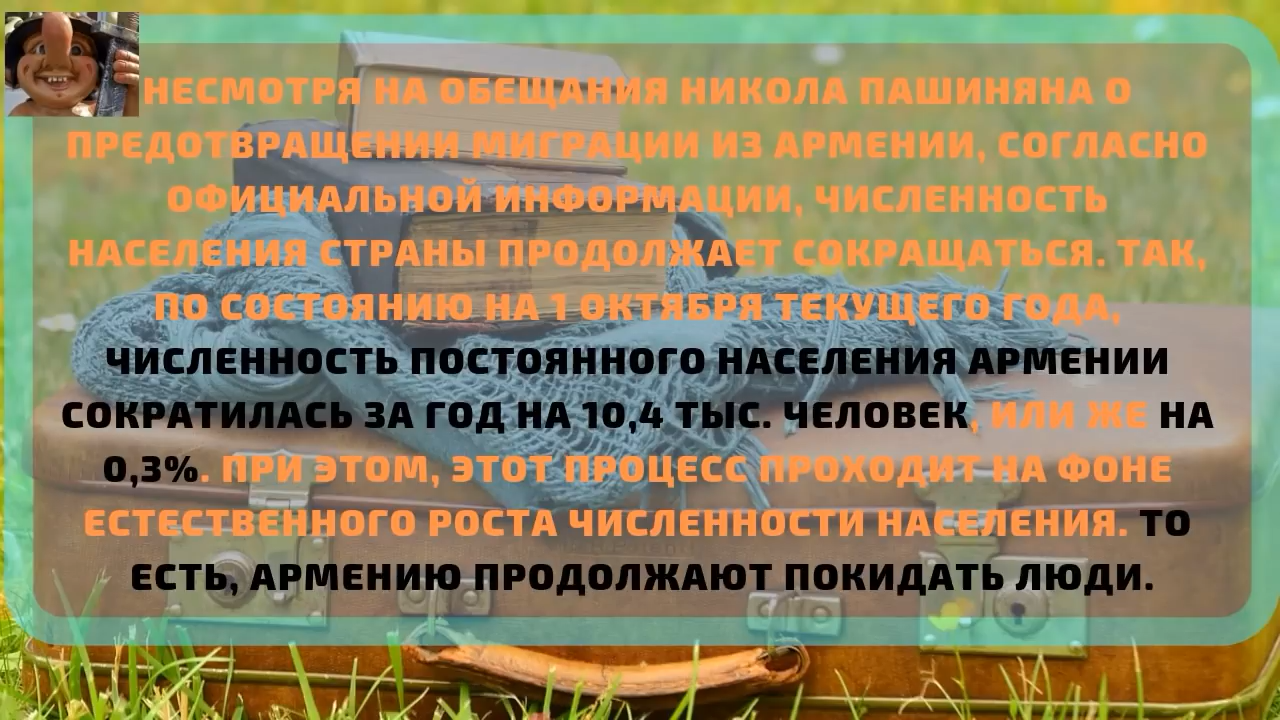 НЕСМОТРЯ НА ОБЕЩАНИЯ НИКОЛА ПАШИНЯНА О
ПРЕДОТВРАЩЕНИИ МИГРАЦИИ ИЗ АРМЕНИИ, СОГЛАСНО
ОФИЦИАЛЬНОЙ ИНФОРМАЦИИ, ЧИСЛЕННОСТЬ
НАСЕЛЕНИЯ СТРАНЫ ПРОДОЛЖАЕТ СОКРАЩАТЬСЯ. ТАК,
ПО СОСТОЯНИЮ НА 1 ОКТЯБРЯ ТЕКУЩЕГО ГОДА,
ЧИСЛЕННОСТЬ ПОСТОЯННОГО НАСЕЛЕНИЯ АРМЕНИИ
СОКРАТИЛАСЬ ЗА ГОД НА 10,4 ТЫС. ЧЕЛОВЕК, ИЛИ ЖЕ НА
0,3%. ПРИ ЭТОМ, ЭТОТ ПРОЦЕСС ПРОХОДИТ НА ФОНЕ
ЕСТЕСТВЕННОГО РОСТА ЧИСЛЕННОСТИ НАСЕЛЕНИЯ. ТО
ЕСТЬ, АРМЕНИЮ ПРОДОЛЖАЮТ ПОКИДАТЬ ЛЮДИ.